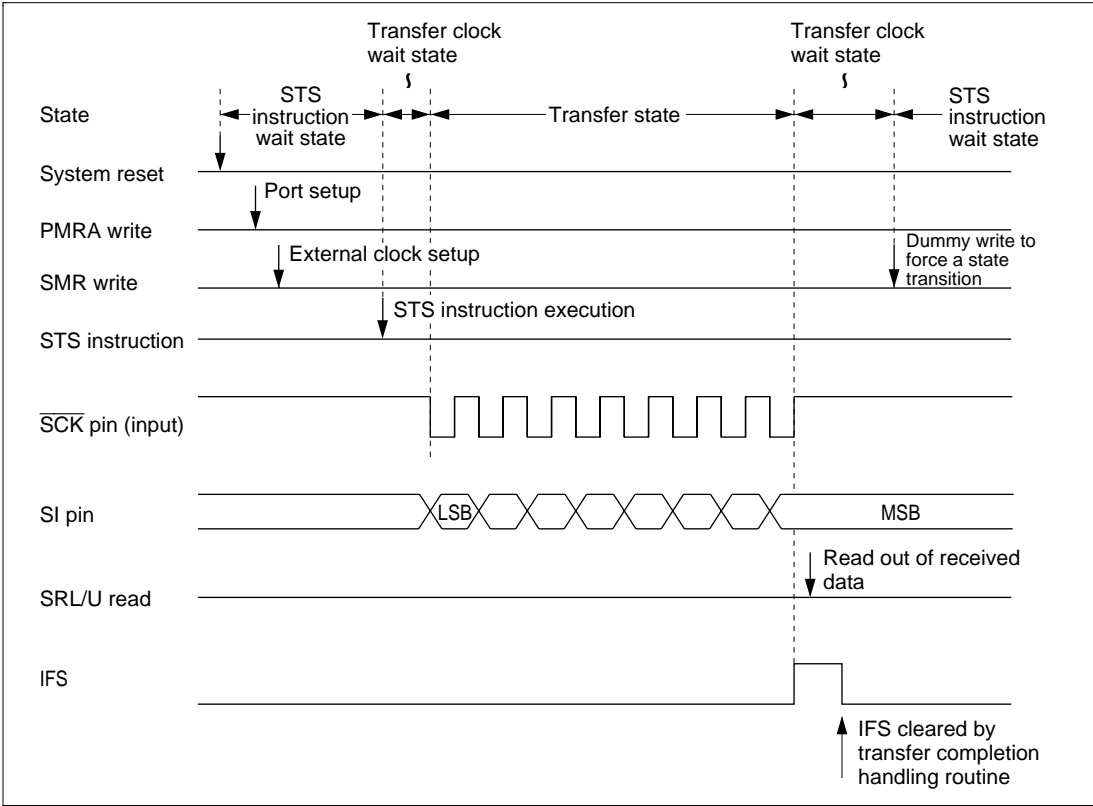 Transfer clock
wait state
Transfer clock
wait state
State
STS
instruction
wait state
Transfer state
STS
instruction
wait state
System reset
Port setup
PMRA write
External clock setup
Dummy write to
force a state
transition
SMR write
STS instruction execution
STS instruction
SCK pin (input)
SI pin
LSB
MSB
Read out of received
data
SRL/U read
IFS
IFS cleared by
transfer completion
handling routine